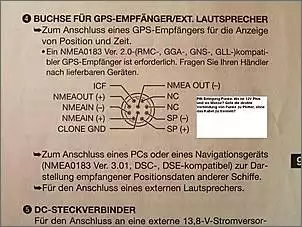 ④ BUCHSE FÜR GPS-EMPFÄNGER/EXT. LAUTSPRECHER
➥Zum Anschluss eines GPS-Empfängers für die Anzeige
von Position und Zeit.
• Ein NMEA0183 Ver. 2.0-(RMC-, GGA-, GNS-, GLL-)kompati-
bler GPS-Empfänger ist erforderlich. Fragen Sie Ihren Händler
nach lieferbaren Geräten.
ICF
NMEAOUT (+)
NMEAIN (−)
NMEAIN (+)
CLONE GND
NMEA OUT (−)
NC
NC
SP (−)
SP (+)
➥Zum Anschluss eines PCs oder eines Navigationsgeräts
(NMEA0183 Ver. 3.01, DSC-, DSE-kompatibel) zur Dar-
stellung empfangener Positionsdaten anderer Schiffe.
➥Für den Anschluss eines externen Lautsprechers.
9
⑤ DC-STECKVERBINDER
Für den Anschluss an eine externe 13,8-V-Stromversor-